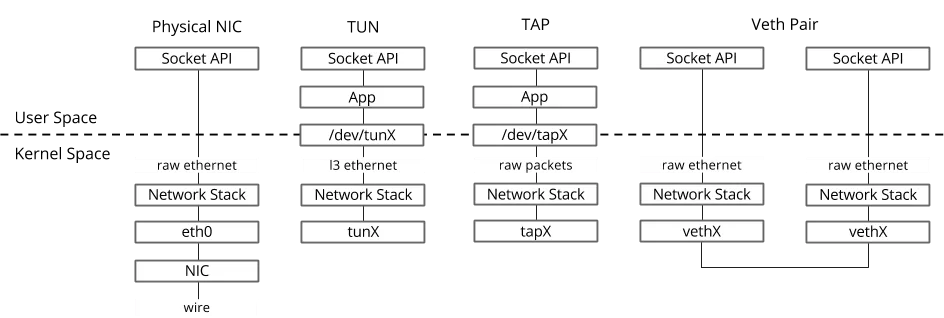 Physical NIC TUN TAP Veth Pair
Socket API Socket API Socket API Socket API Socket API
App App
User Space
/dev/tunX /dev/tapX
Kernel Space
raw ethernet l3 ethernet raw packets raw ethernet raw ethernet
Network Stack Network Stack Network Stack Network Stack Network Stack
eth0 tunX tapX vethX vethX
NIC
wire